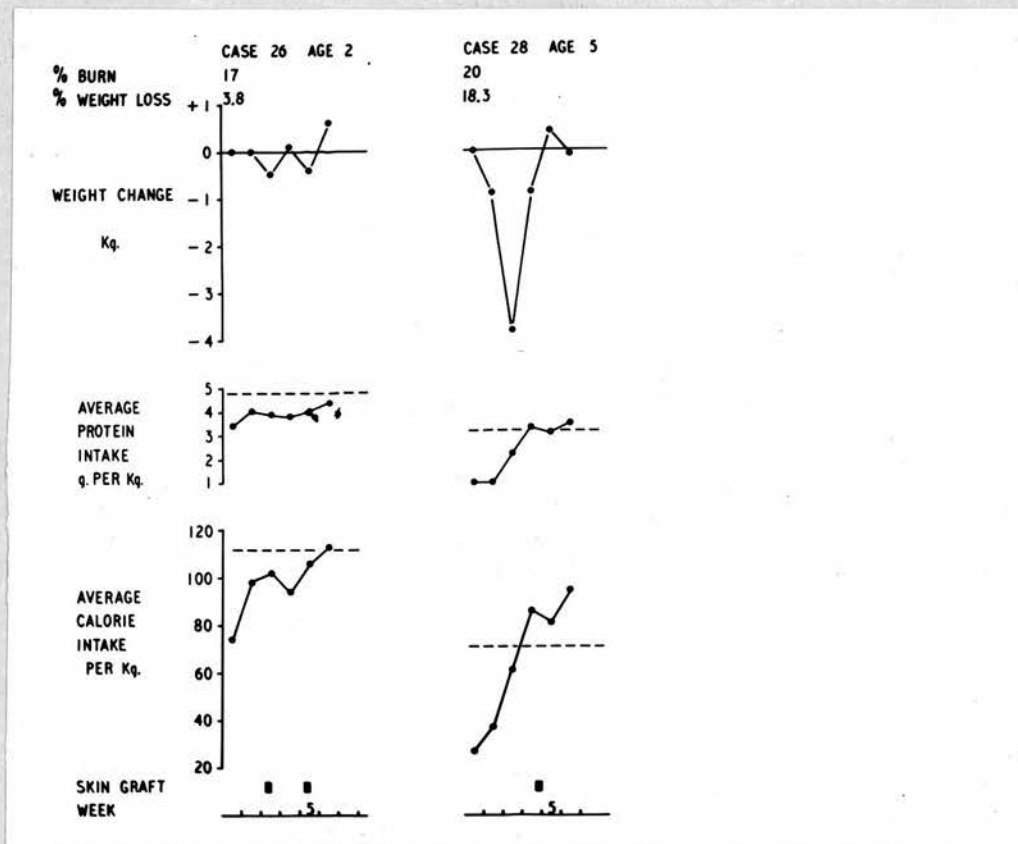 CASE 26 AGE 2 CASE 28 AGE 5
% BURN 17 20
% WEIGHT LOSS 3.8 18.3
+1
0
WEIGHT CHANGE -1
Kg. -2
-3
-4
5
AVERAGE 4
PROTEIN 3
INTAKE 2
g. PER Kg. 1
120
100
AVERAGE
CALORIE 80
INTAKE
PER Kg. 60
40
20
SKIN GRAFT
WEEK 5 5